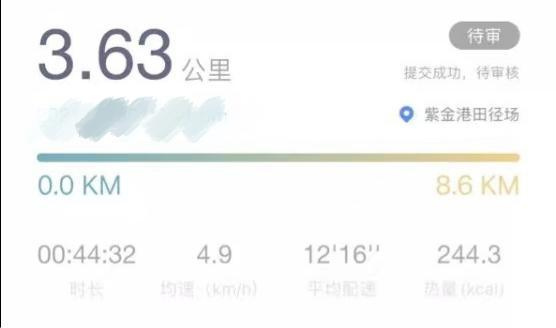 3.63 公里
待审
提交成功，待审核
紫金港田径场
0.0 KM 8.6 KM
00:44:32 4.9 12'16'' 244.3
时长 均速（km/h） 平均配速 热量(kcal)